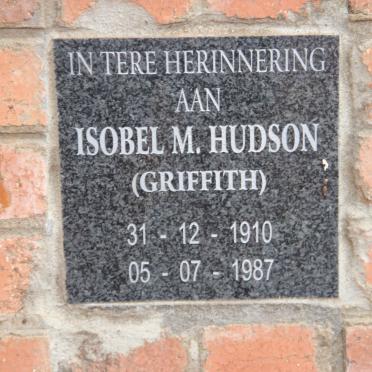 IN TERE HERINNERING
AAN
ISOBEL M. HUDSON
(GRIFFITH)
31 - 12 - 1910
05 - 07 - 1987